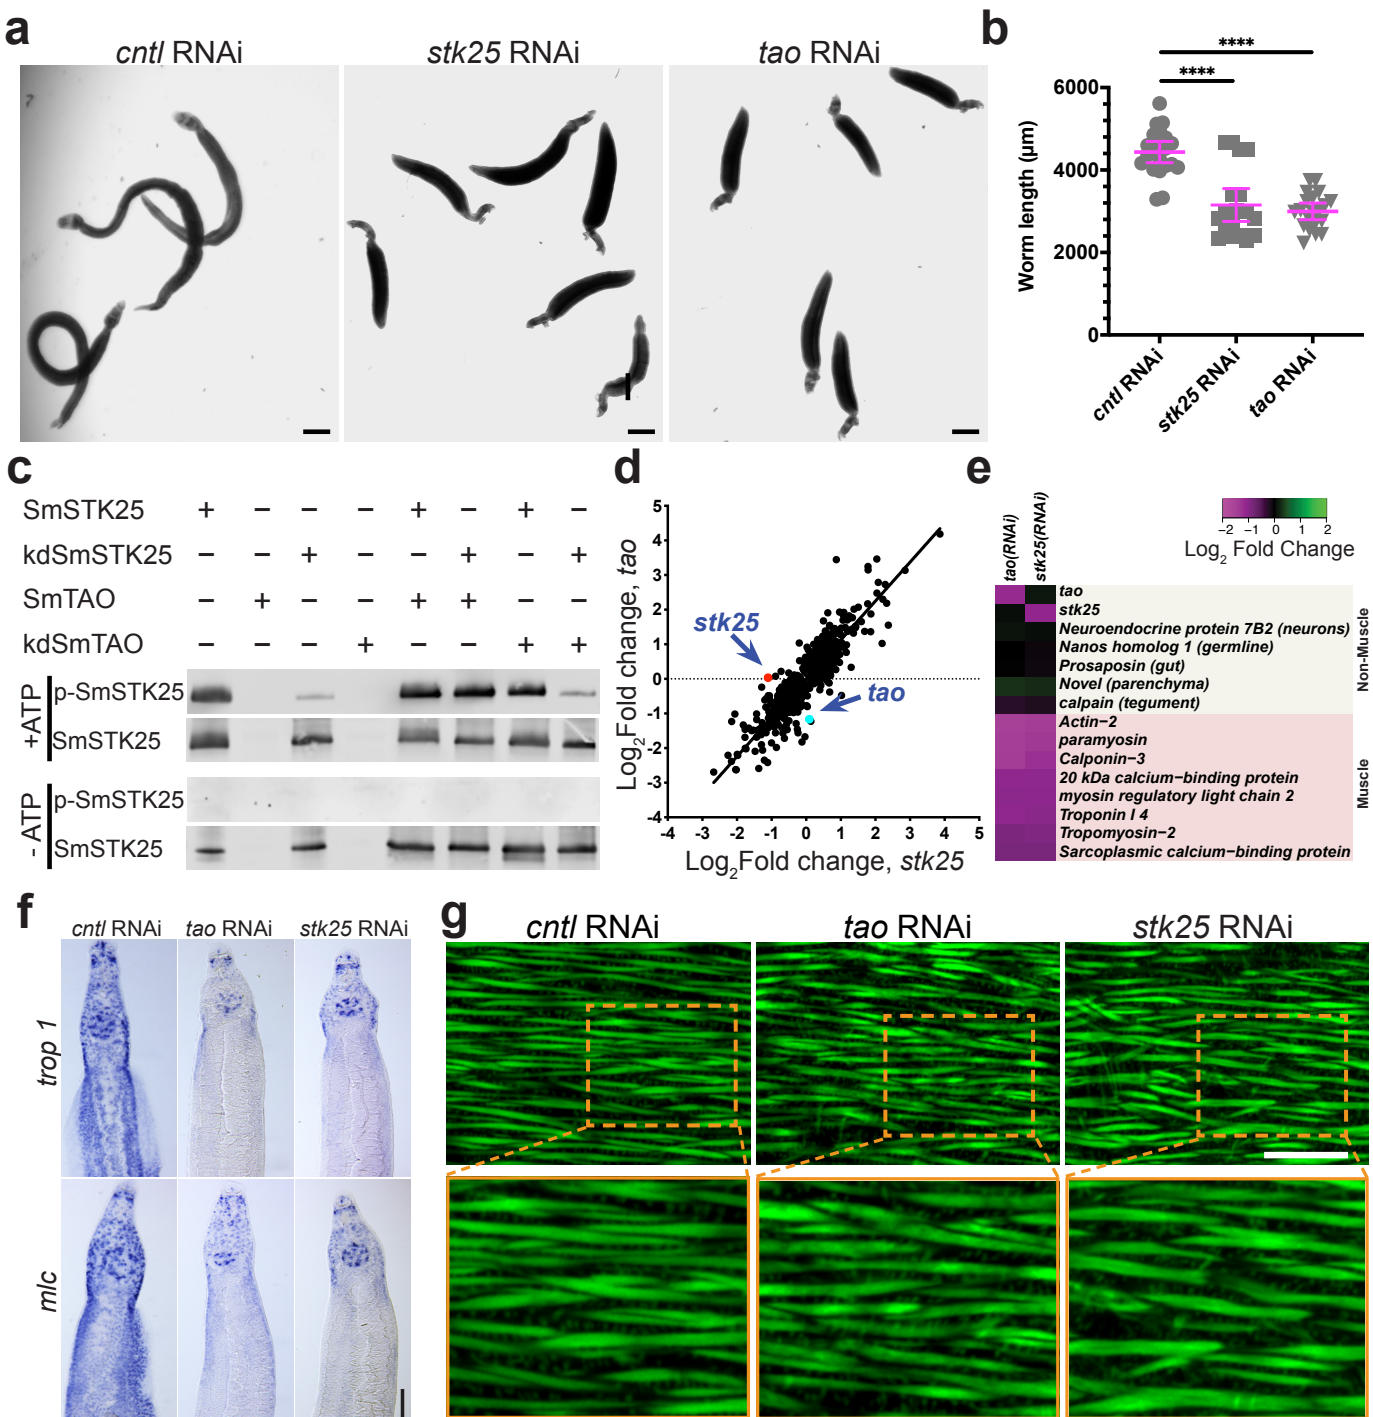 a
cntl RNAi
stk25 RNAi
tao RNAi
b
****
****
Worm length (µm)
6000
4000
2000
0
cntl RNAi
stk25 RNAi
tao RNAi
c
SmSTK25 + − − − + − + −
kdSmSTK25 − − + − − + − +
SmTAO − + − − + + − −
kdSmTAO − − − + − − + +
+ATP
p-SmSTK25
SmSTK25
- ATP
p-SmSTK25
SmSTK25
d
Log2Fold change, tao
5
4
3
2
1
0
-1
-2
-3
-4
stk25
tao
-4 -3 -2 -1 0 1 2 3 4 5
Log2Fold change, stk25
e
tao(RNAi)
stk25(RNAi)
−2 −1 0 1 2
Log2 Fold Change
tao
stk25
Neuroendocrine protein 7B2 (neurons)
Nanos homolog 1 (germline)
Prosaposin (gut)
Novel (parenchyma)
calpain (tegument)
Non-Muscle
Actin−2
paramyosin
Calponin−3
20 kDa calcium−binding protein
myosin regulatory light chain 2
Troponin I 4
Tropomyosin−2
Sarcoplasmic calcium−binding protein
Muscle
f
cntl RNAi
tao RNAi
stk25 RNAi
trop 1
mlc
g
cntl RNAi
tao RNAi
stk25 RNAi